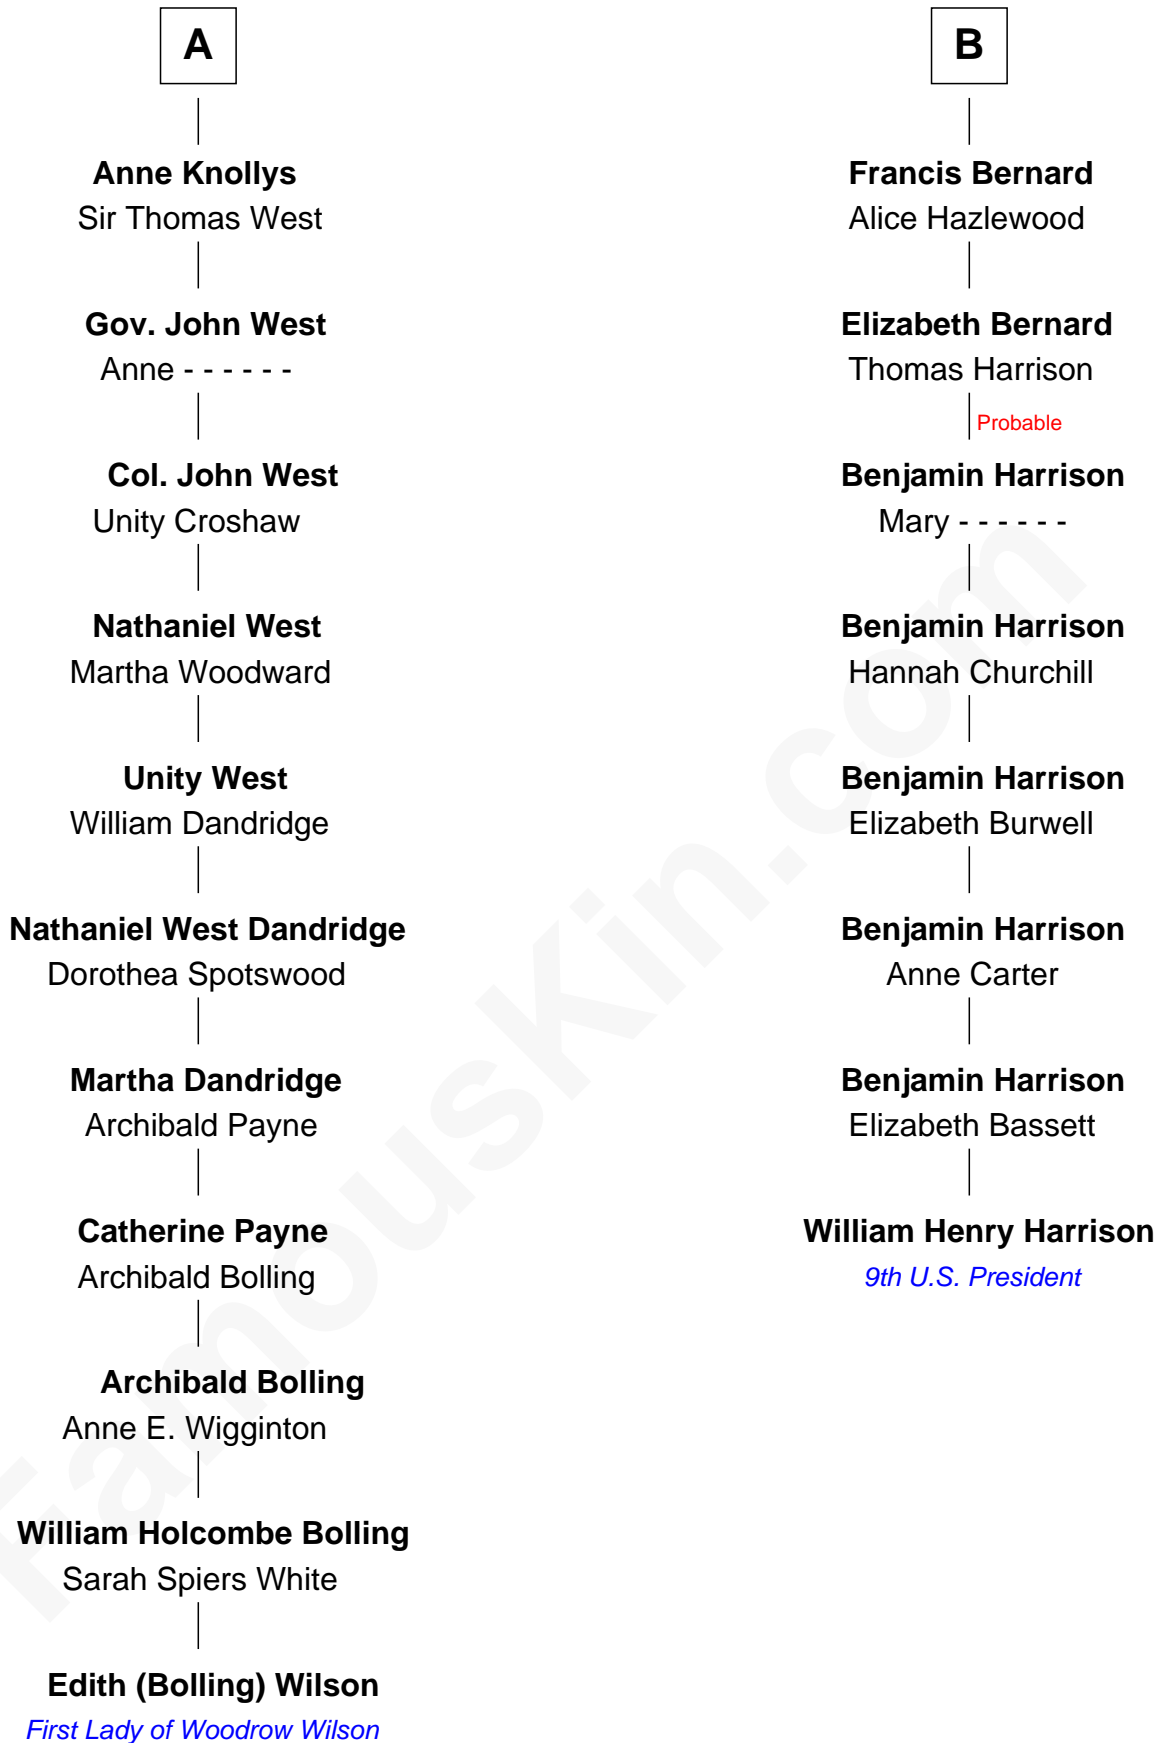 A
Anne Knollys
Sir Thomas West
Gov. John West
Anne - - - - - -
Col. John West
Unity Croshaw
Nathaniel West
Martha Woodward
Unity West
William Dandridge
Nathaniel West Dandridge
Dorothea Spotswood
Martha Dandridge
Archibald Payne
Catherine Payne
Archibald Bolling
Archibald Bolling
Anne E. Wigginton
William Holcombe Bolling
Sarah Spiers White
Edith (Bolling) Wilson
First Lady of Woodrow Wilson
B
Francis Bernard
Alice Hazlewood
Elizabeth Bernard
Thomas Harrison
Probable
Benjamin Harrison
Mary - - - - - -
Benjamin Harrison
Hannah Churchill
Benjamin Harrison
Elizabeth Burwell
Benjamin Harrison
Anne Carter
Benjamin Harrison
Elizabeth Bassett
William Henry Harrison
9th U.S. President
FamousKin.com